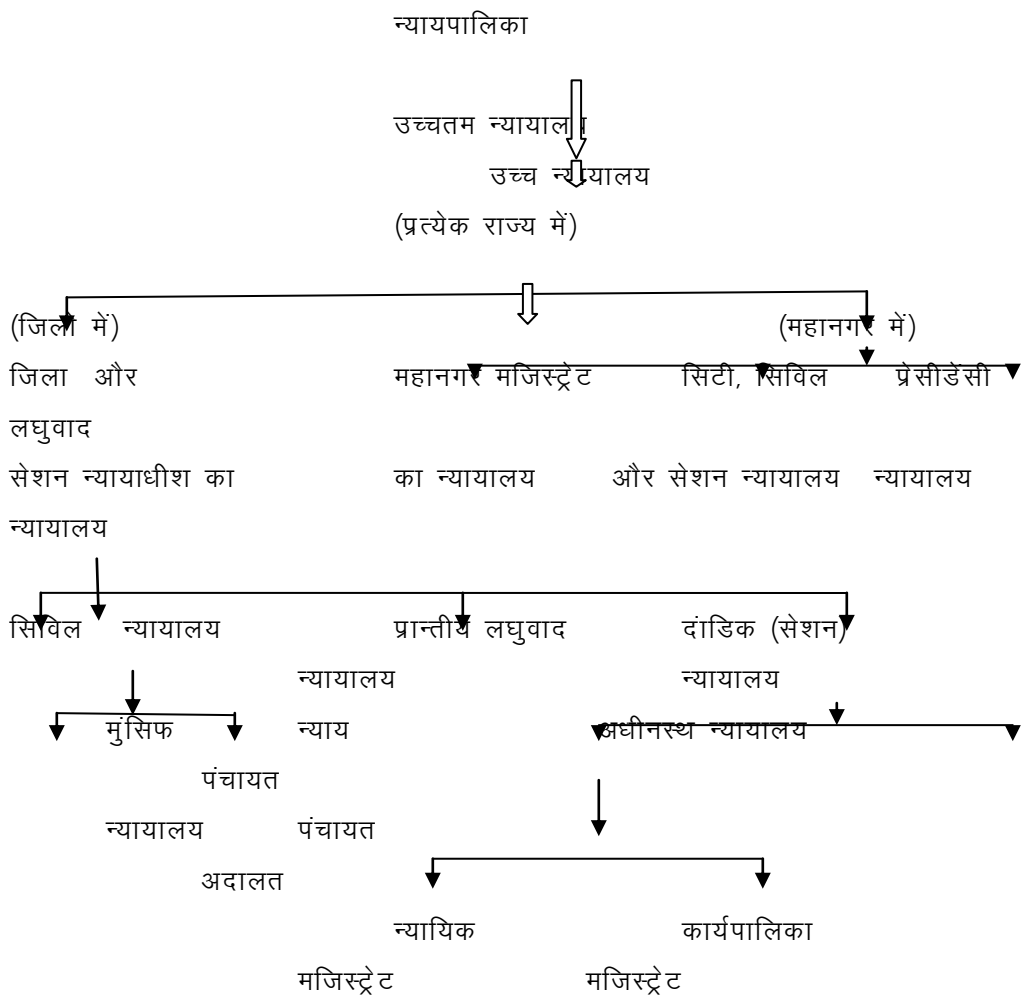 न्यायपालिका
उच्चतम न्यायालय
उच्च न्यायालय
(प्रत्येक राज्य में)
(जिलों में) (महानगर में)
जिला और महानगर मजिस्ट्रेट सिटी, सिविल प्रेसीडेंसी
लघुवाद
सेशन न्यायाधीश का का न्यायालय और सेशन न्यायालय न्यायालय
न्यायालय
सिविल न्यायालय प्रान्तीय लघुवाद दांडिक (सेशन)
न्यायालय न्यायालय
मुंसिफ न्याय अधीनस्थ न्यायालय
पंचायत
न्यायालय पंचायत
अदालत
न्यायिक कार्यपालिका
मजिस्ट्रेट मजिस्ट्रेट